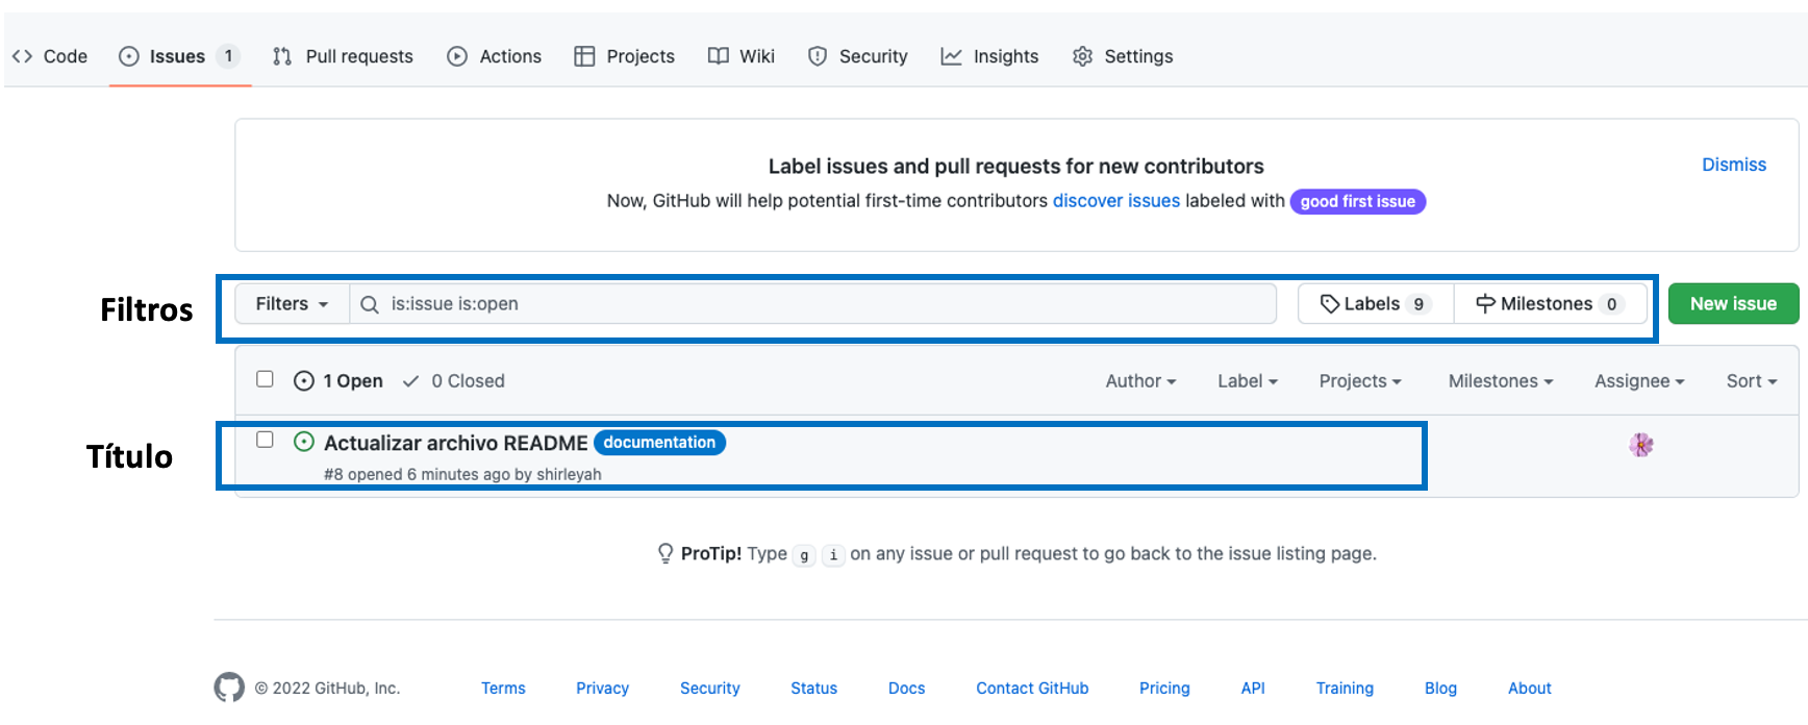 Code Issues 1 Pull requests Actions Projects Wiki Security Insights Settings
Label issues and pull requests for new contributors
Dismiss
Now, GitHub will help potential first-time contributors discover issues labeled with good first issue
Filtros
Filters is:issue is:open Labels 9 Milestones 0 New issue
1 Open 0 Closed Author Label Projects Milestones Assignee Sort
Título
Actualizar archivo README documentation
#8 opened 6 minutes ago by shirleyah
ProTip! Type g i on any issue or pull request to go back to the issue listing page.
© 2022 GitHub, Inc. Terms Privacy Security Status Docs Contact GitHub Pricing API Training Blog About